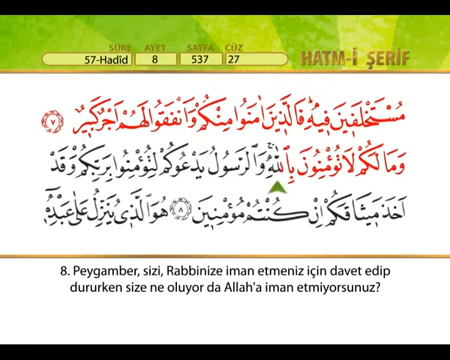 SÛRE AYET SAYFA CÜZ
57-Hadîd 8 537 27
HATM-İ ŞERİF
مُسْتَخْلَفِينَ فِيهِ فَالَّذِينَ اٰمَنُوا مِنْكُمْ وَاَنْفَقُوا لَهُمْ اَجْرٌ كَبِيرٌ ﴿٧﴾
وَمَا لَكُمْ لَا تُؤْمِنُونَ بِاللّٰهِ وَالرَّسُولُ يَدْعُوكُمْ لِتُؤْمِنُوا بِرَبِّكُمْ وَقَدْ
اَخَذَ مِيثَاقَكُمْ اِنْ كُنْتُمْ مُؤْمِنِينَ ﴿٨﴾ هُوَ الَّذِى يُنَزِّلُ عَلٰى عَبْدِهِ
8. Peygamber, sizi, Rabbinize iman etmeniz için davet edip
dururken size ne oluyor da Allah'a iman etmiyorsunuz?